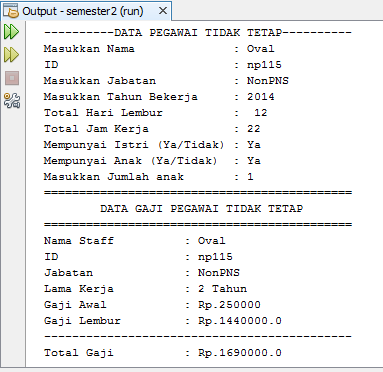 Output - semester2 (run)
----------DATA PEGAWAI TIDAK TETAP----------
Masukkan Nama : Oval
ID : np115
Masukkan Jabatan : NonPNS
Masukkan Tahun Bekerja : 2014
Total Hari Lembur : 12
Total Jam Kerja : 22
Mempunyai Istri (Ya/Tidak) : Ya
Mempunyai Anak (Ya/Tidak) : Ya
Masukkan Jumlah anak : 1
============================================
DATA GAJI PEGAWAI TIDAK TETAP
============================================
Nama Staff : Oval
ID : np115
Jabatan : NonPNS
Lama Kerja : 2 Tahun
Gaji Awal : Rp.250000
Gaji Lembur : Rp.1440000.0
--------------------------------------------
Total Gaji : Rp.1690000.0